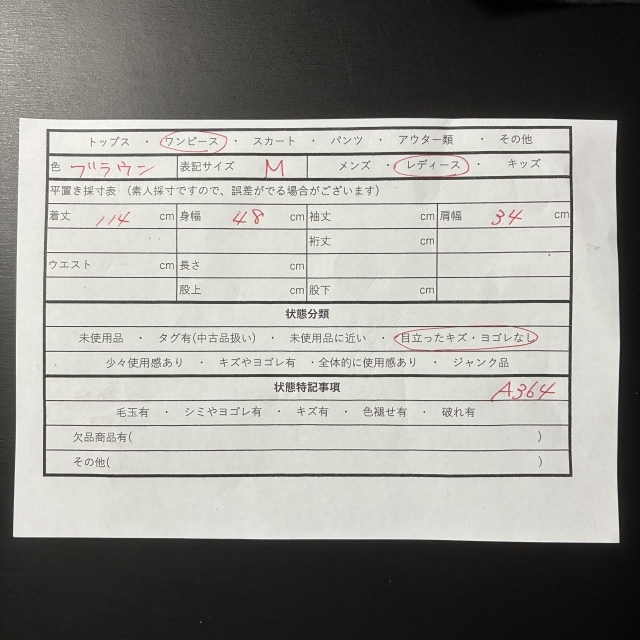 トップス ・ ワンピース ・ スカート ・ パンツ ・ アウター類 ・ その他
色 ブラウン 表記サイズ M メンズ ・ レディース ・ キッズ
平置き採寸表 （素人採寸ですので、誤差がでる場合がございます）
着丈 114 cm 身幅 48 cm 袖丈 cm 肩幅 34 cm
裄丈 cm
ウエスト cm 長さ cm
股上 cm 股下 cm
状態分類
未使用品 ・ タグ有(中古品扱い) ・ 未使用品に近い ・ 目立ったキズ・ヨゴレなし
少々使用感あり ・ キズやヨゴレ有 ・全体的に使用感あり ・ ジャンク品
状態特記事項 A364
毛玉有 ・ シミやヨゴレ有 ・ キズ有 ・ 色褪せ有 ・ 破れ有
欠品商品有( )
その他( )